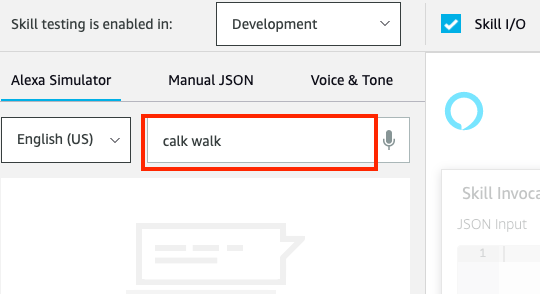 Skill testing is enabled in: Development Skill I/O
Alexa Simulator Manual JSON Voice & Tone
English (US) calk walk
Skill Invoca
JSON Input
1